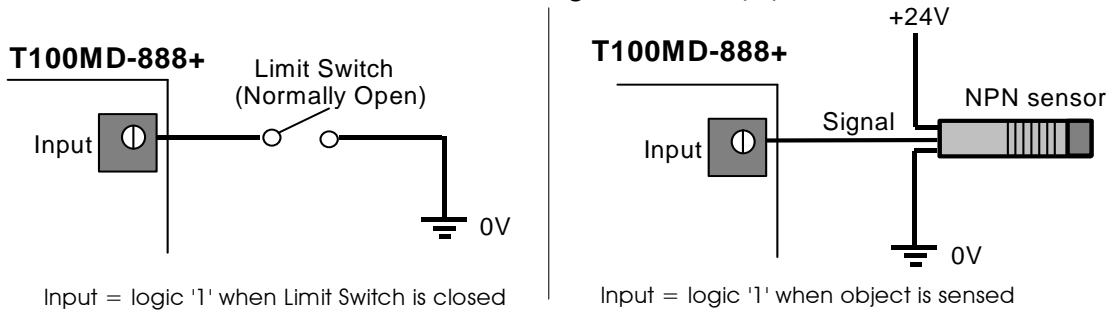 T100MD-888+
Limit Switch
(Normally Open)
Input
0V
Input = logic '1' when Limit Switch is closed
+24V
T100MD-888+
NPN sensor
Signal
Input
0V
Input = logic '1' when object is sensed